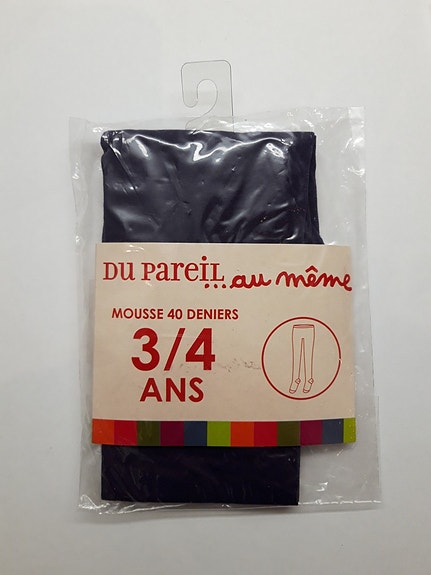 DU PAREIL...au même
MOUSSE 40 DENIERS
3/4
ANS